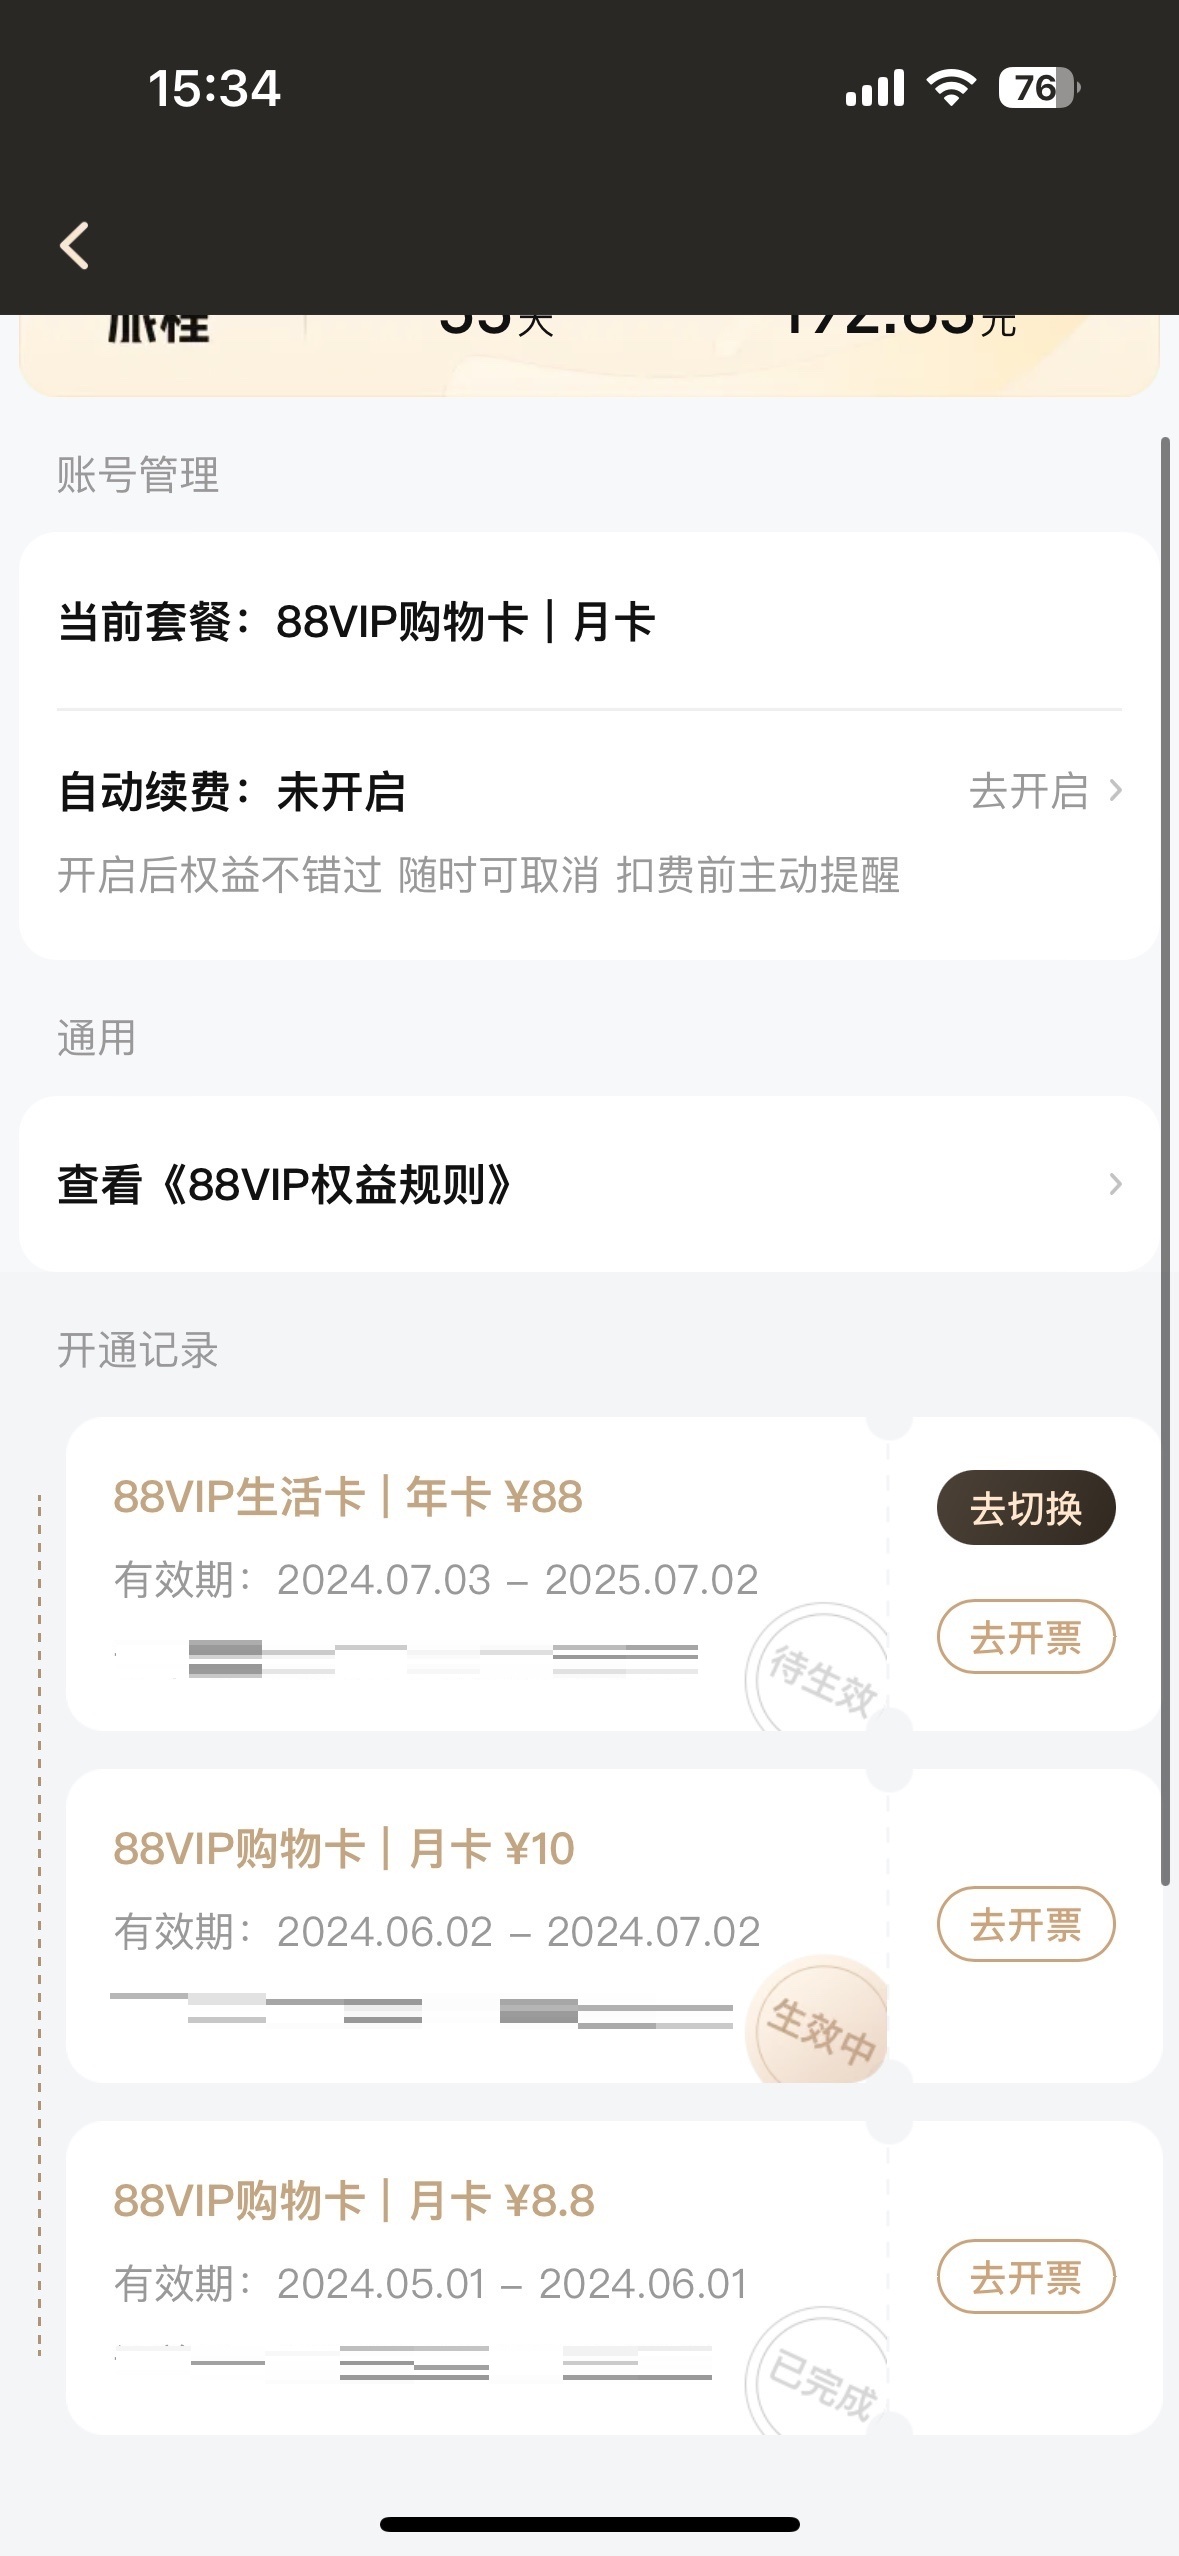 15:34
76
旅程
天
元
账号管理
当前套餐：88VIP购物卡｜月卡
自动续费：未开启
去开启
开启后权益不错过 随时可取消 扣费前主动提醒
通用
查看《88VIP权益规则》
开通记录
88VIP生活卡｜年卡 ¥88
去切换
有效期：2024.07.03 – 2025.07.02
去开票
待生效
88VIP购物卡｜月卡 ¥10
有效期：2024.06.02 – 2024.07.02
去开票
生效中
88VIP购物卡｜月卡 ¥8.8
有效期：2024.05.01 – 2024.06.01
去开票
已完成